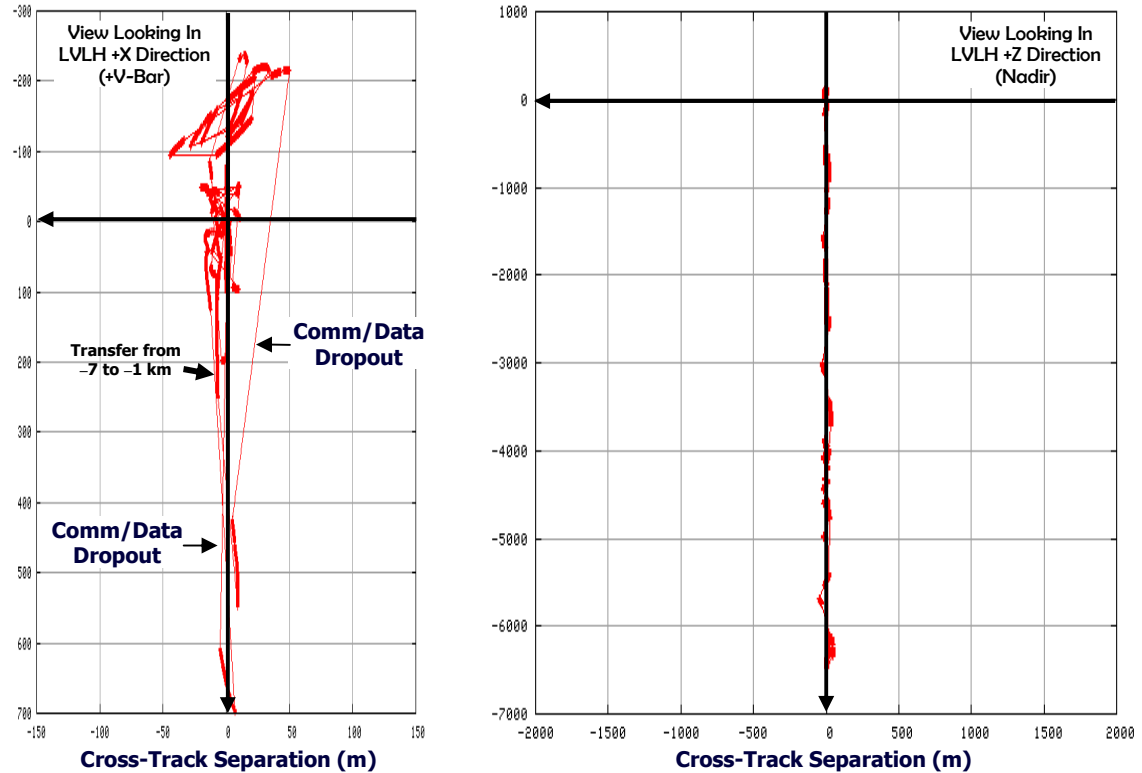 View Looking In
LVLH +X Direction
(+V-Bar)
-300
-200
-100
0
100
200
300
400
500
600
700
Comm/Data
Dropout
Transfer from
–7 to –1 km
Comm/Data
Dropout
-150
-100
-50
0
50
100
150
Cross-Track Separation (m)
View Looking In
LVLH +Z Direction
(Nadir)
1000
0
-1000
-2000
-3000
-4000
-5000
-6000
-7000
-2000
-1500
-1000
-500
0
500
1000
1500
2000
Cross-Track Separation (m)